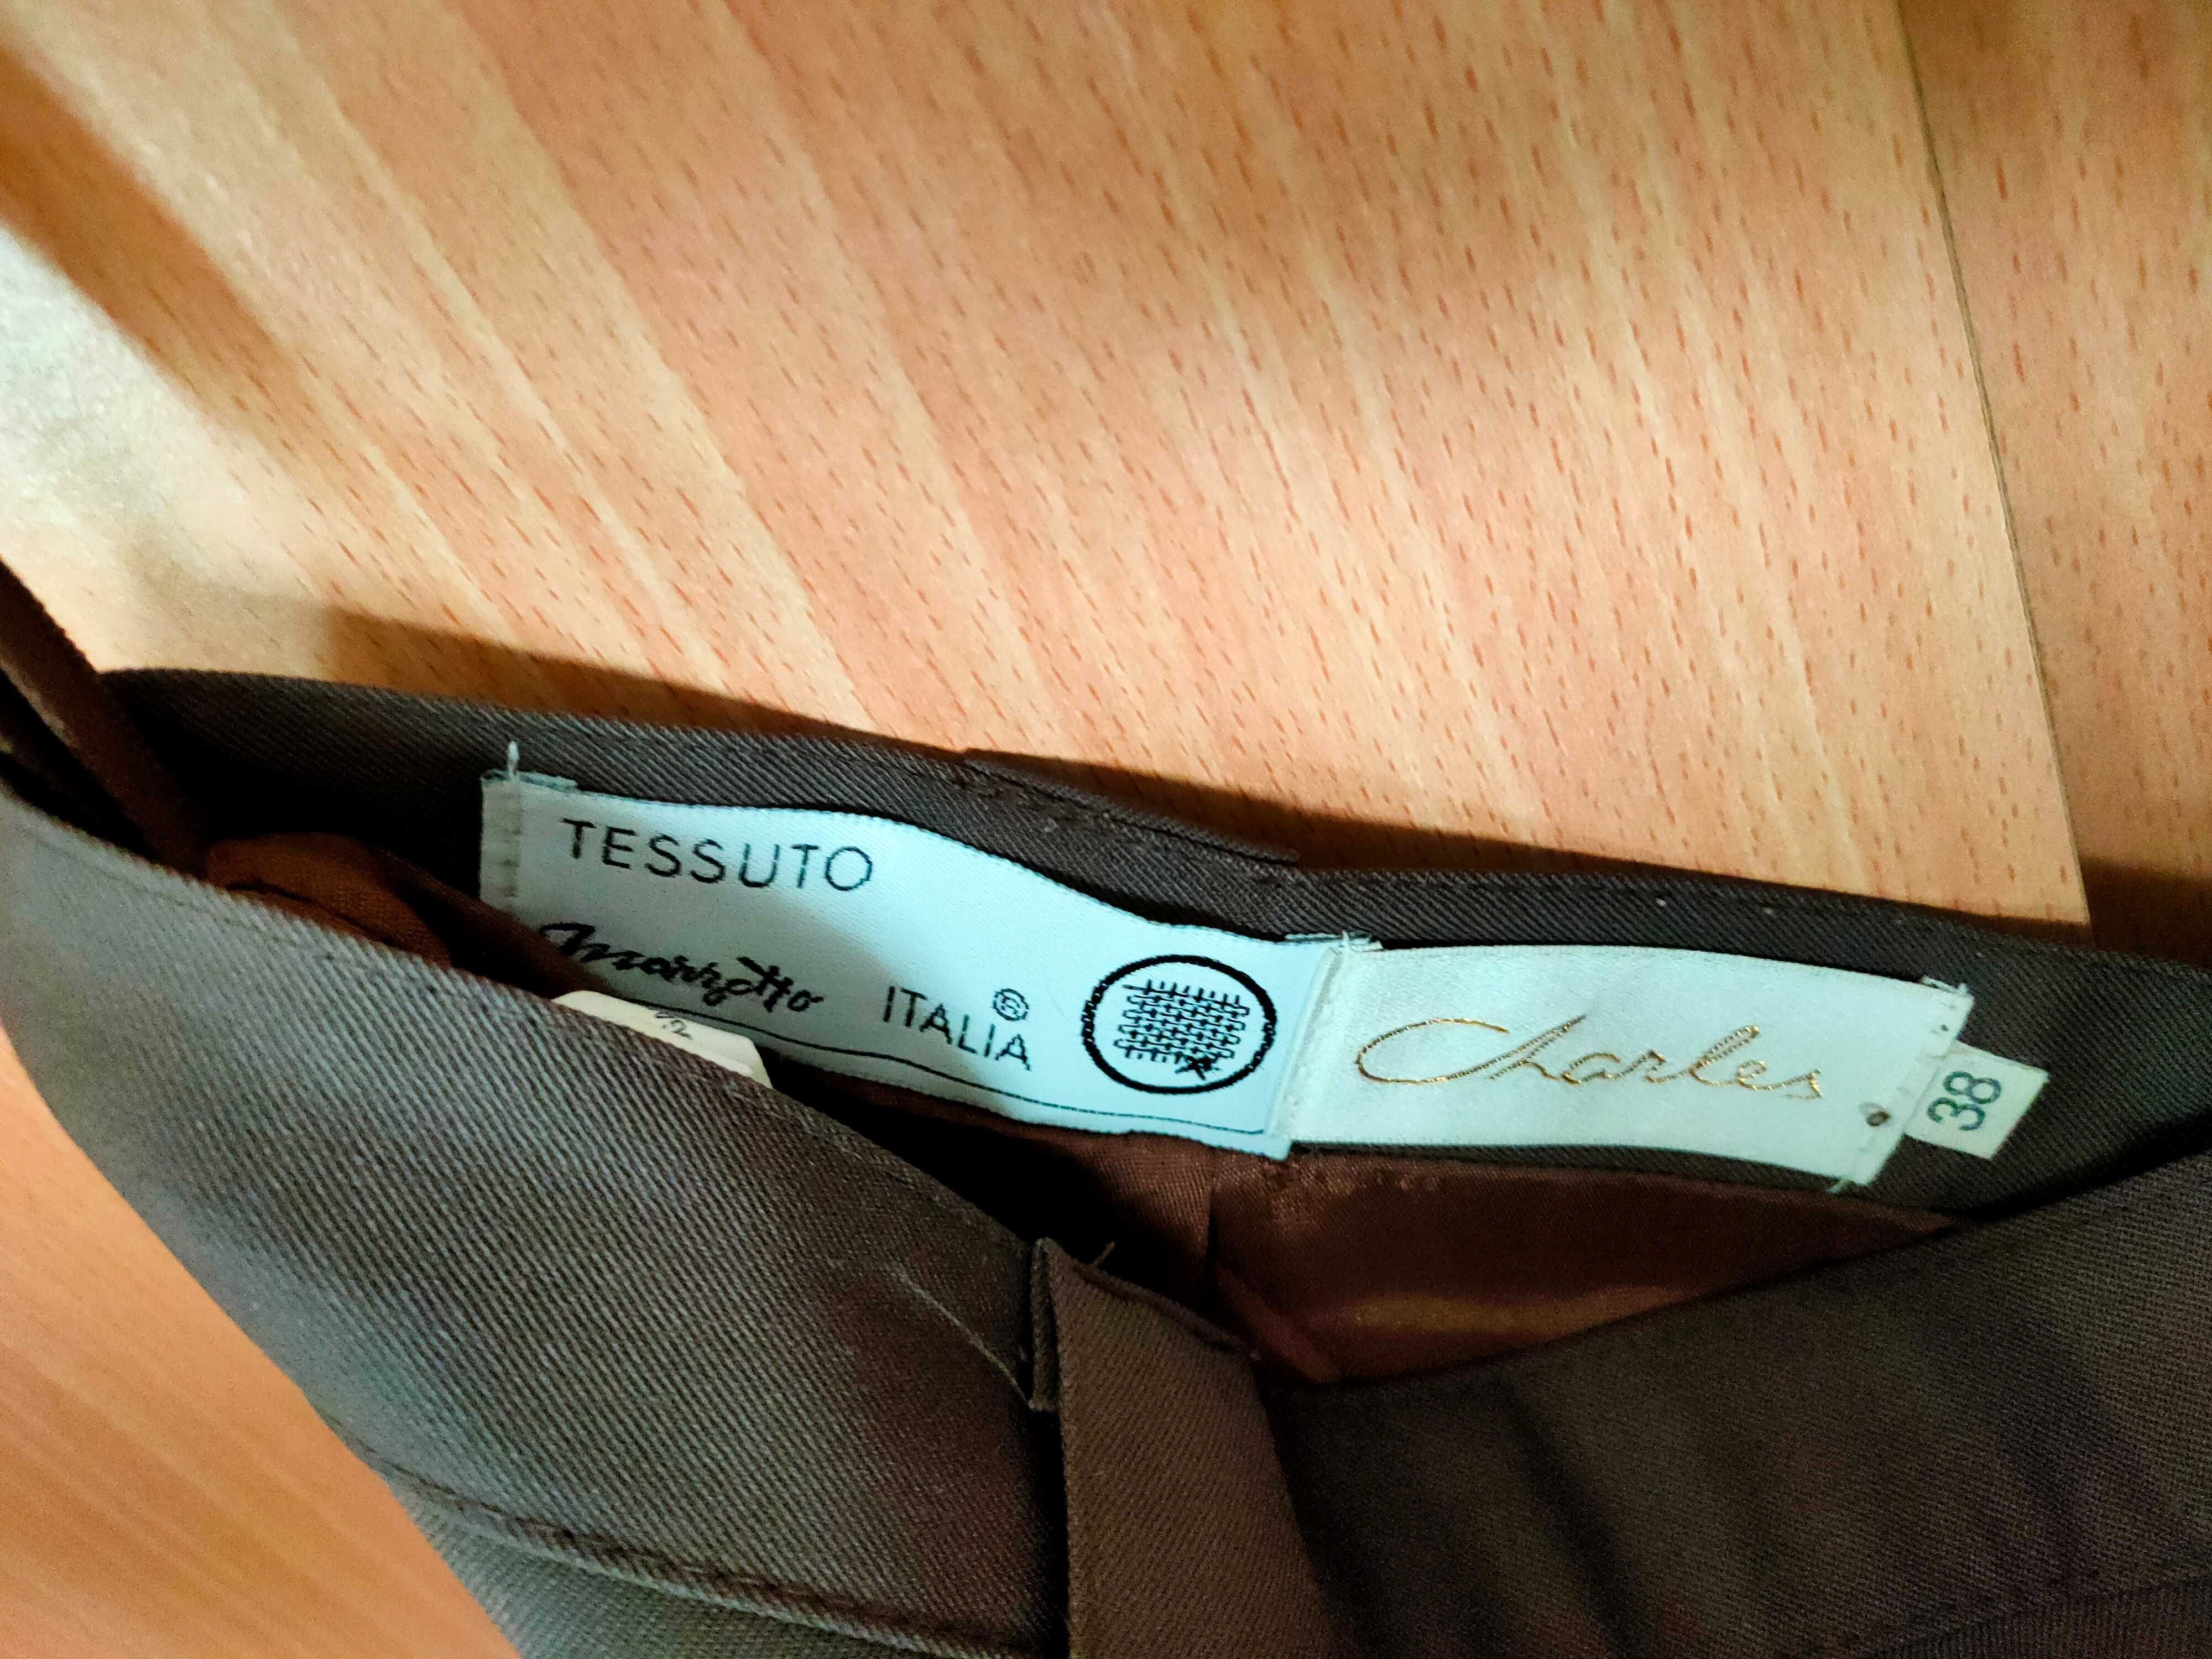 TESSUTO
Marzotto ITALIA
Charles
38